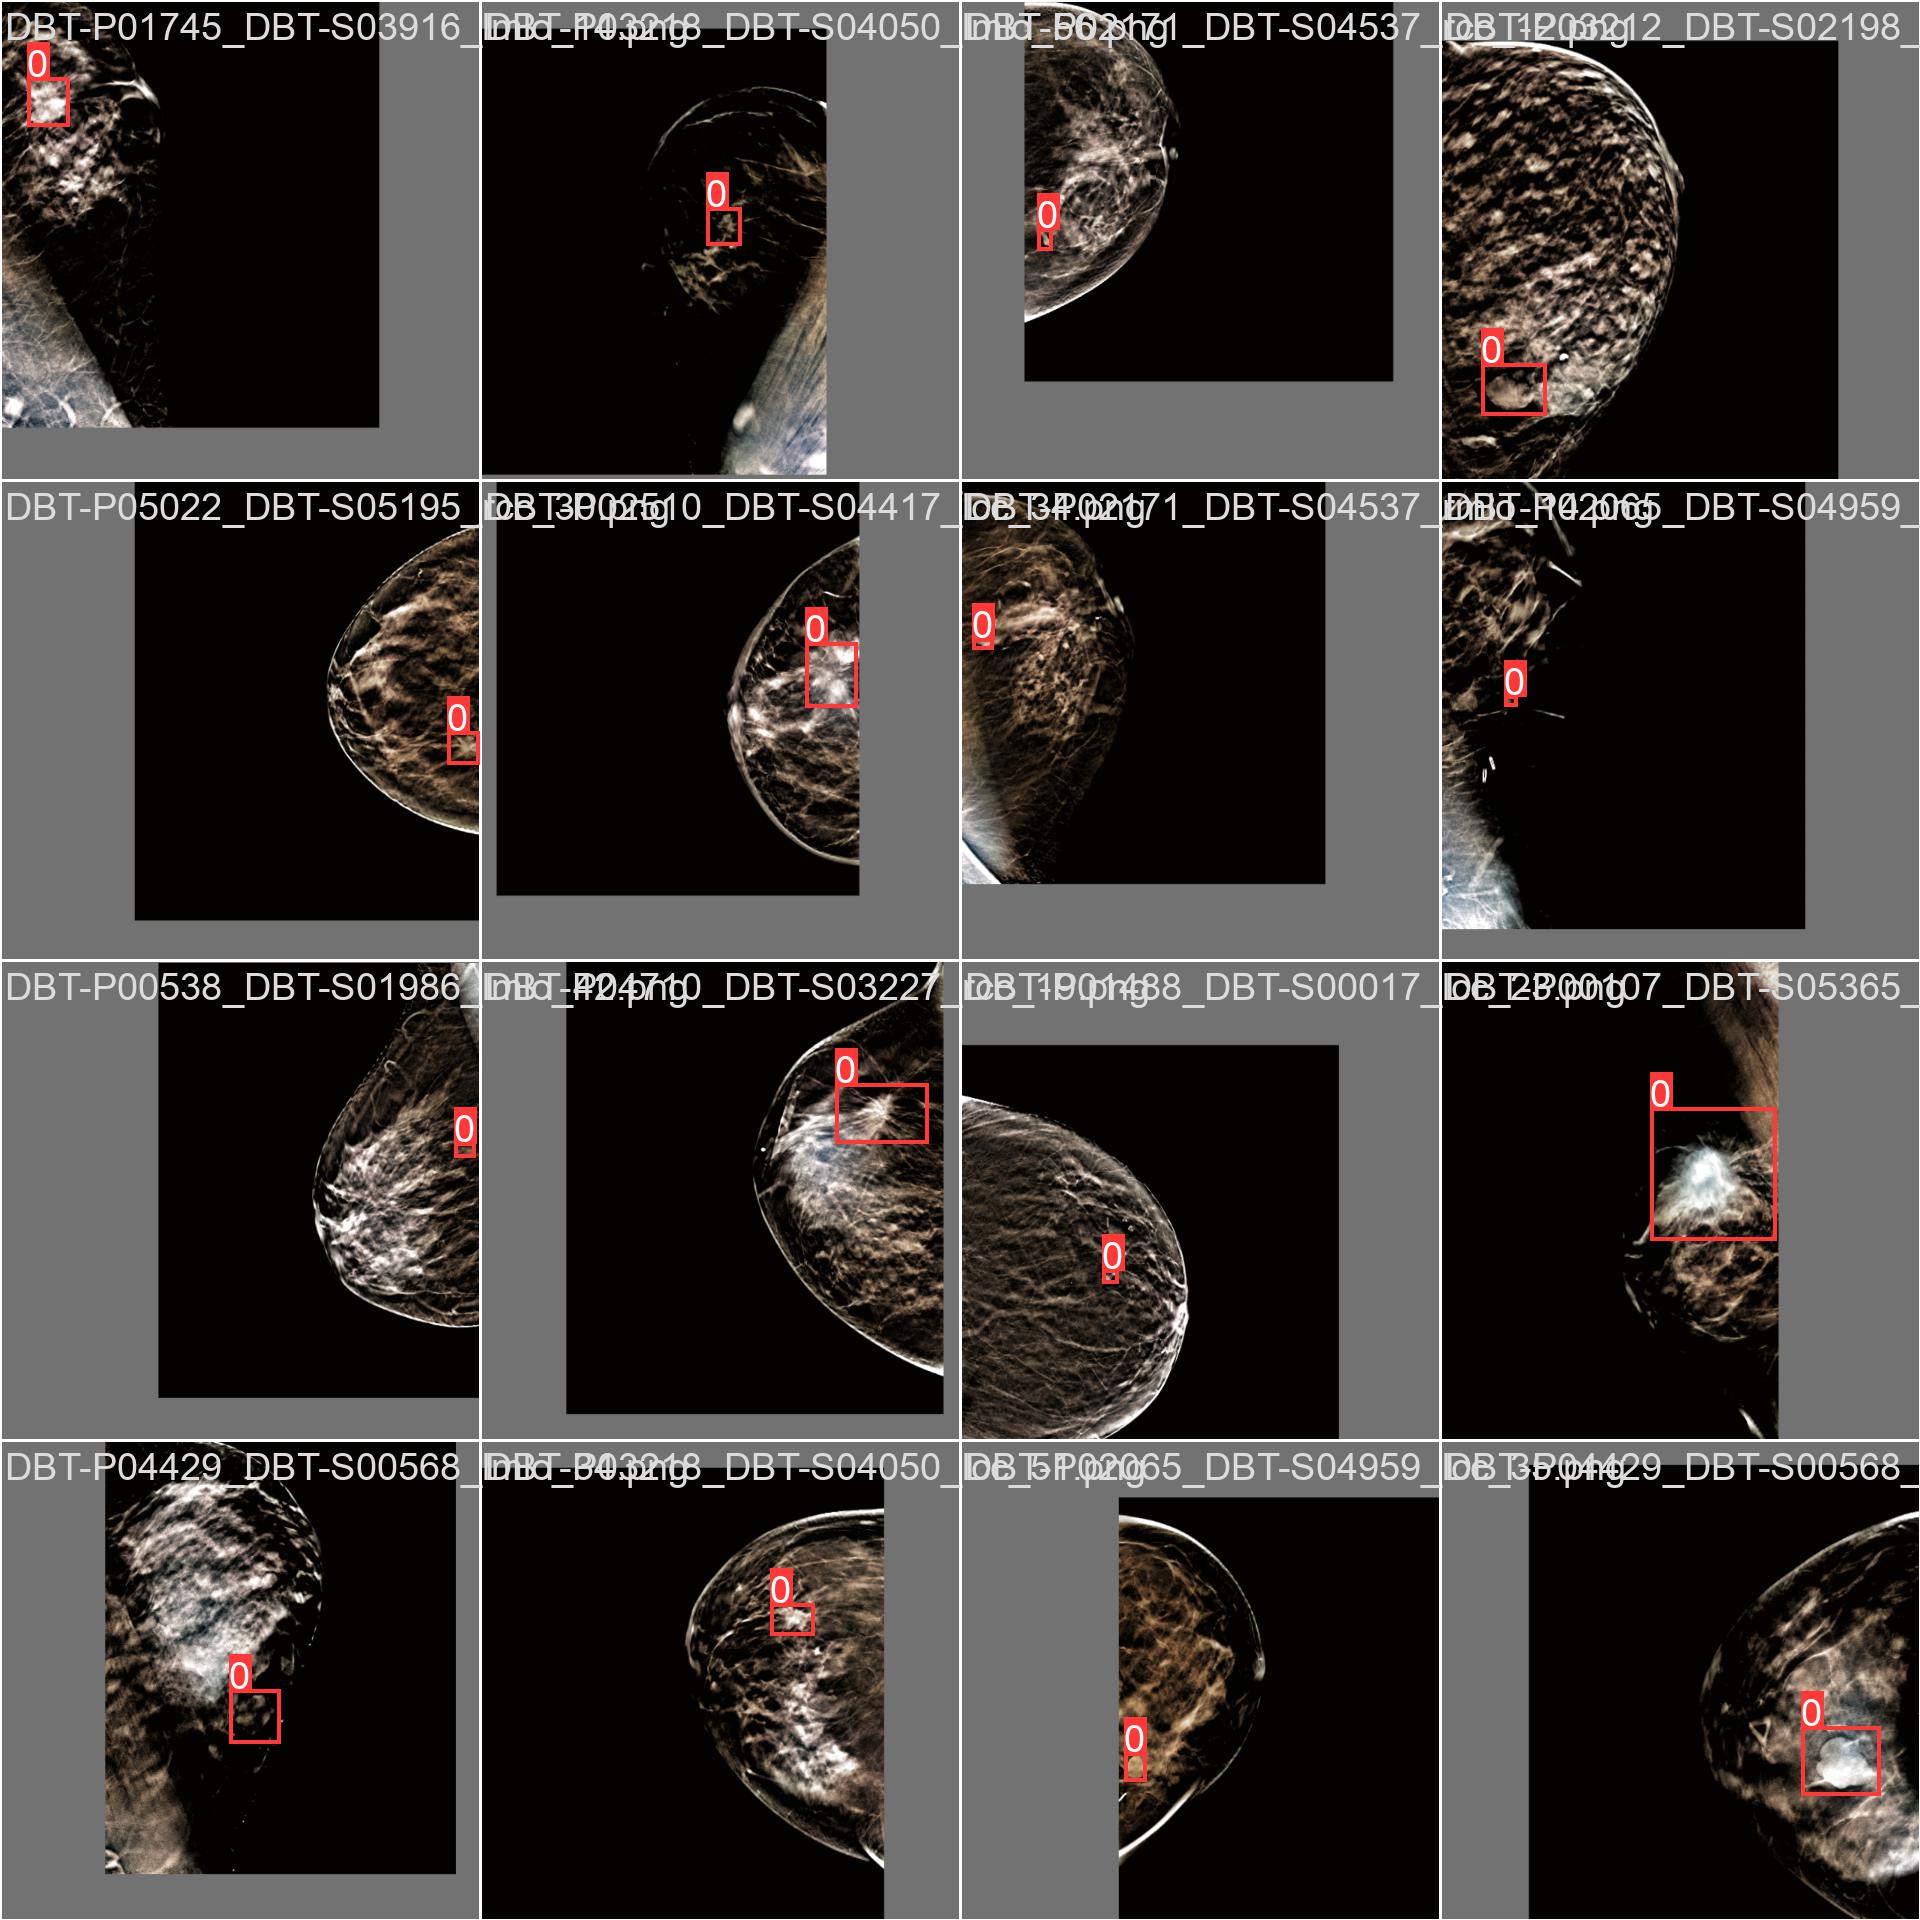 DBT-P01745_DBT-S03916_
DBT-P03218_DBT-S04050_
DBT-P02171_DBT-S04537_
DBT-P03212_DBT-S02198_
0
0
0
0
DBT-P05022_DBT-S05195_
DBT-P02510_DBT-S04417_
DBT-P02171_DBT-S04537_
DBT-P02065_DBT-S04959_
0
0
0
0
DBT-P00538_DBT-S01986_
DBT-P04710_DBT-S03227_
DBT-P01488_DBT-S00017_
DBT-P00107_DBT-S05365_
0
0
0
0
DBT-P04429_DBT-S00568_
DBT-P03218_DBT-S04050_
DBT-P02065_DBT-S04959_
DBT-P04429_DBT-S00568_
0
0
0
0